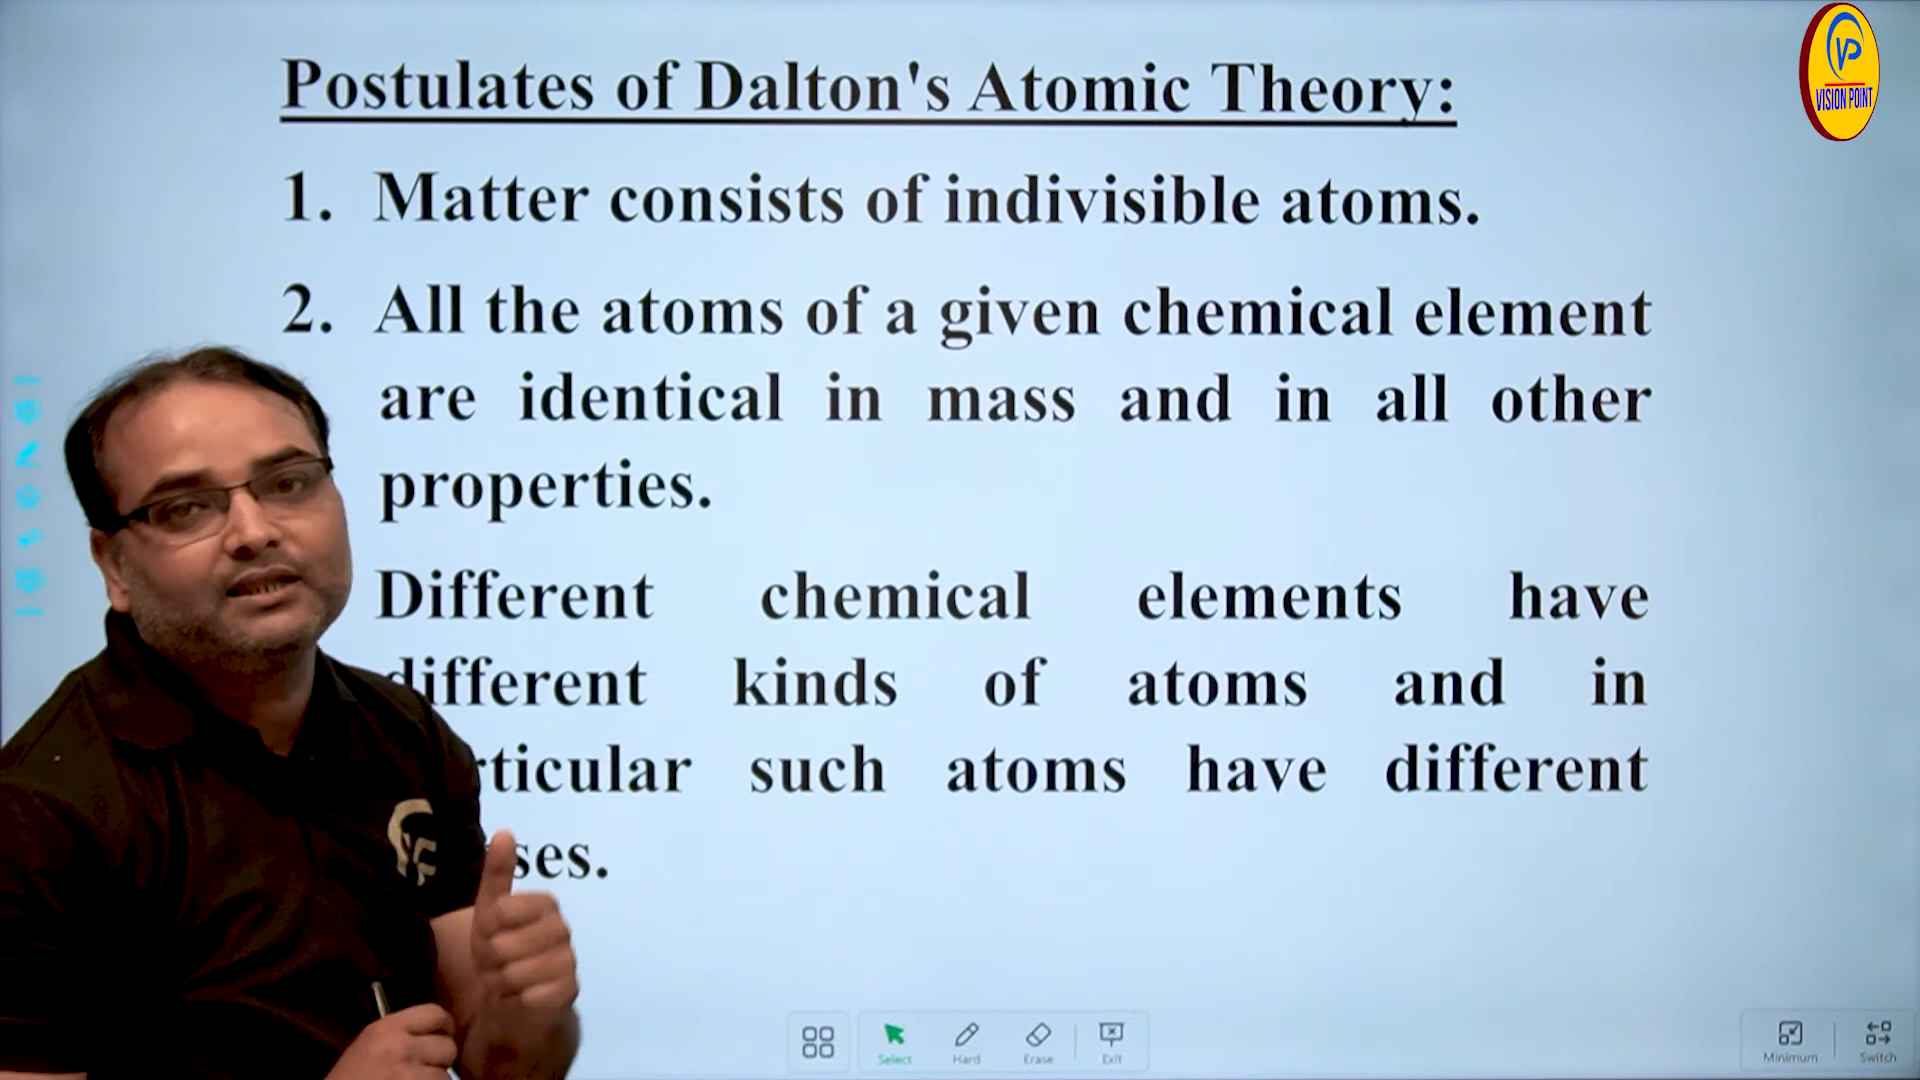 Postulates of Dalton's Atomic Theory:
VP
VISION POINT
1. Matter consists of indivisible atoms.
2. All the atoms of a given chemical element
are identical in mass and in all other
properties.
Different chemical elements have
different kinds of atoms and in
such atoms have different
Select
Hard
Erase
Exit
Minimum
Switch